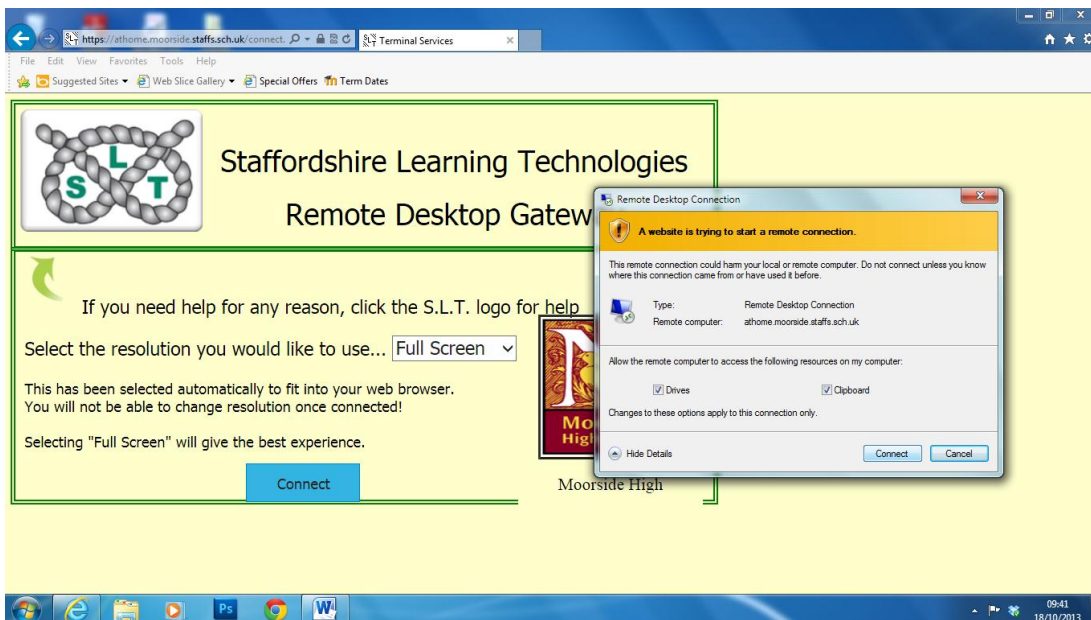 https://athome.moorside.staffs.sch.uk/connect.
Terminal Services
File Edit View Favorites Tools Help
Suggested Sites Web Slice Gallery Special Offers Term Dates
S L T
Staffordshire Learning Technologies
Remote Desktop Gatew
If you need help for any reason, click the S.L.T. logo for help
Select the resolution you would like to use... Full Screen
This has been selected automatically to fit into your web browser.
You will not be able to change resolution once connected!
Selecting "Full Screen" will give the best experience.
Connect
Mo
High
Moorside High
Remote Desktop Connection
A website is trying to start a remote connection.
This remote connection could harm your local or remote computer. Do not connect unless you know
where this connection came from or have used it before.
Type: Remote Desktop Connection
Remote computer: athome.moorside.staffs.sch.uk
Allow the remote computer to access the following resources on my computer:
Drives Clipboard
Changes to these options apply to this connection only.
Hide Details Connect Cancel
Ps W
09:41
18/10/2013